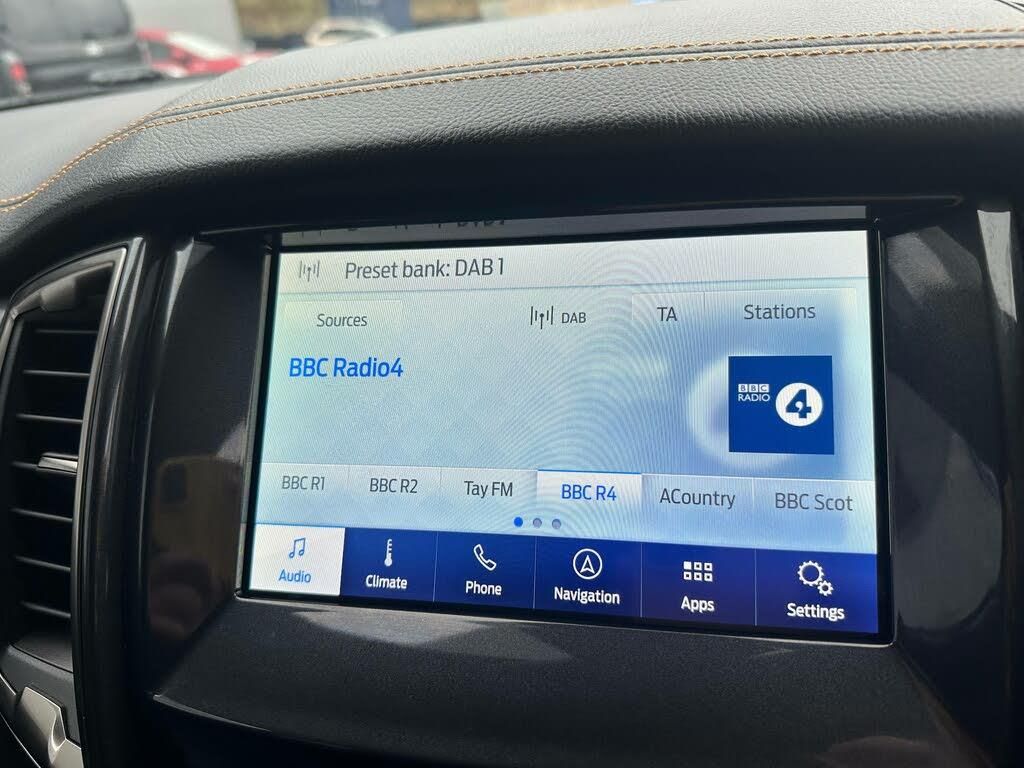 Preset bank: DAB 1
Sources
DAB
TA
Stations
BBC Radio4
BBC
RADIO
4
BBC R1
BBC R2
Tay FM
BBC R4
ACountry
BBC Scot
Audio
Climate
Phone
Navigation
Apps
Settings